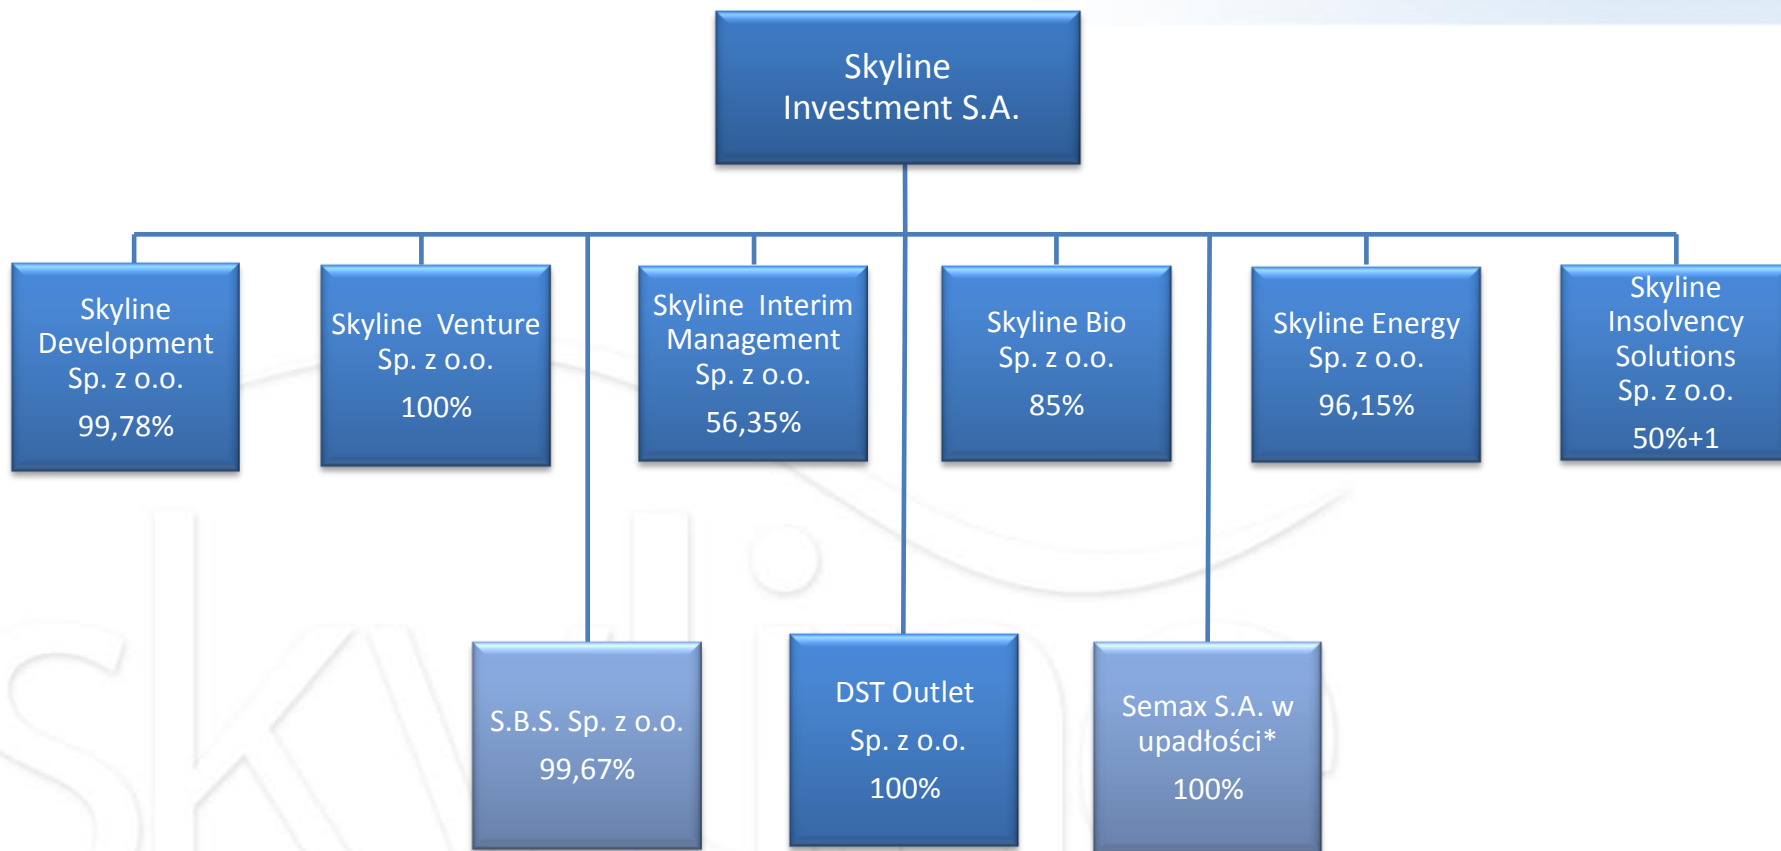 Skyline
Investment S.A.
Skyline
Development
Sp. z o.o.
99,78%
Skyline Venture
Sp. z o.o.
100%
Skyline Interim
Management
Sp. z o.o.
56,35%
Skyline Bio
Sp. z o.o.
85%
Skyline Energy
Sp. z o.o.
96,15%
Skyline
Insolvency
Solutions
Sp. z o.o.
50%+1
S.B.S. Sp. z o.o.
99,67%
DST Outlet
Sp. z o.o.
100%
Semax S.A. w
upadłości*
100%
skyline